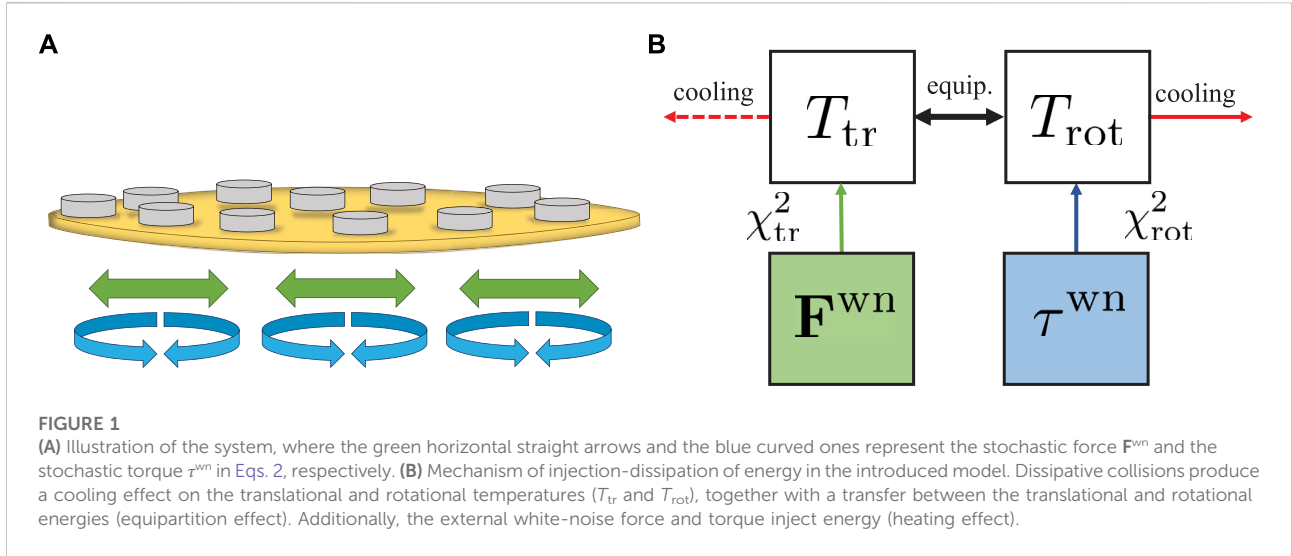 A
B
cooling
T_tr
equip.
T_rot
cooling
χ²_tr
χ²_rot
F^wn
τ^wn
FIGURE 1
(A) Illustration of the system, where the green horizontal straight arrows and the blue curved ones represent the stochastic force F^wn and the
stochastic torque τ^wn in Eqs. 2, respectively. (B) Mechanism of injection-dissipation of energy in the introduced model. Dissipative collisions produce
a cooling effect on the translational and rotational temperatures (T_tr and T_rot), together with a transfer between the translational and rotational
energies (equipartition effect). Additionally, the external white-noise force and torque inject energy (heating effect).